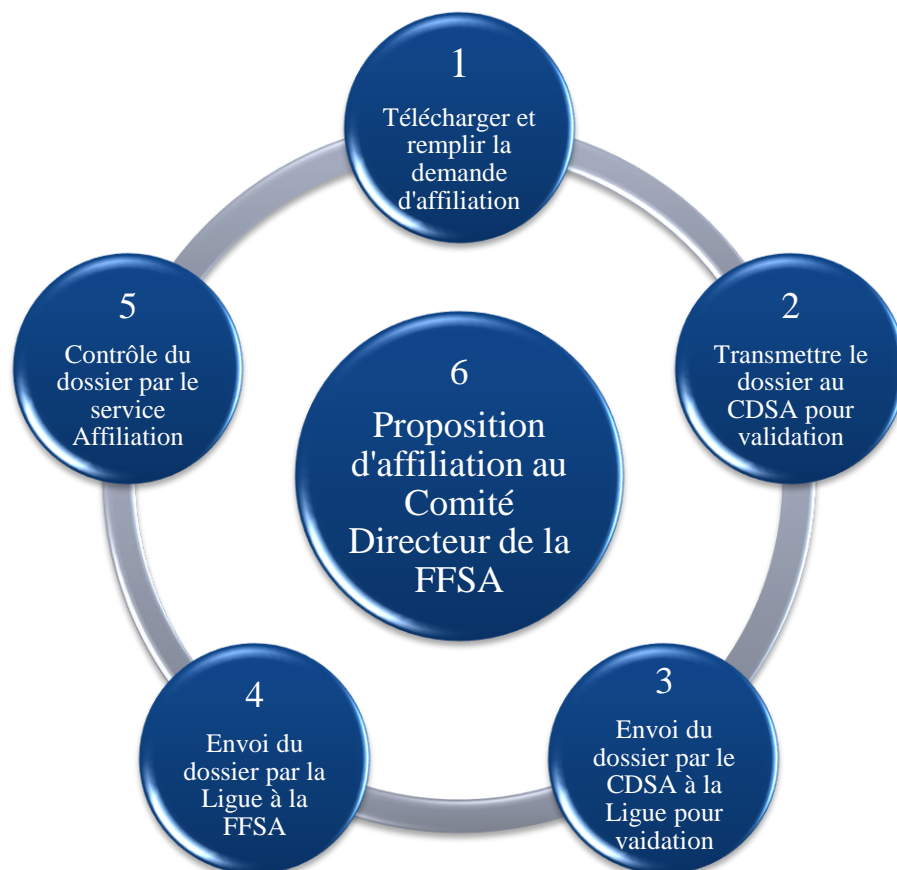 1
Télécharger et
remplir la
demande
d'affiliation
2
Transmettre le
dossier au
CDSA pour
validation
3
Envoi du
dossier par le
CDSA à la
Ligue pour
vaidation
4
Envoi du
dossier par la
Ligue à la
FFSA
5
Contrôle du
dossier par le
service
Affiliation
6
Proposition
d'affiliation au
Comité
Directeur de la
FFSA